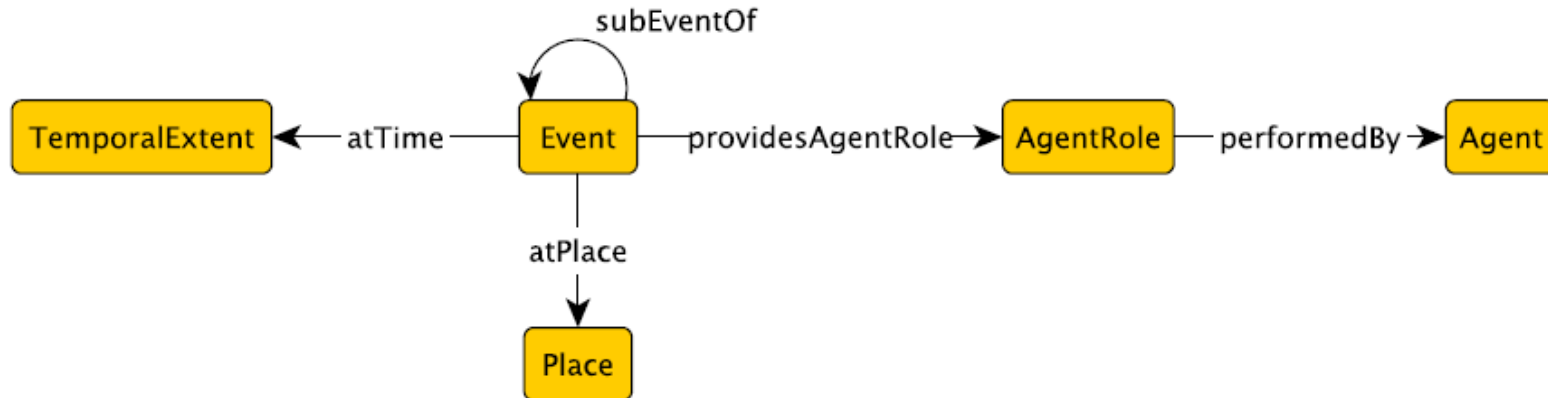 subEventOf
TemporalExtent atTime Event providesAgentRole AgentRole performedBy Agent
atPlace
Place